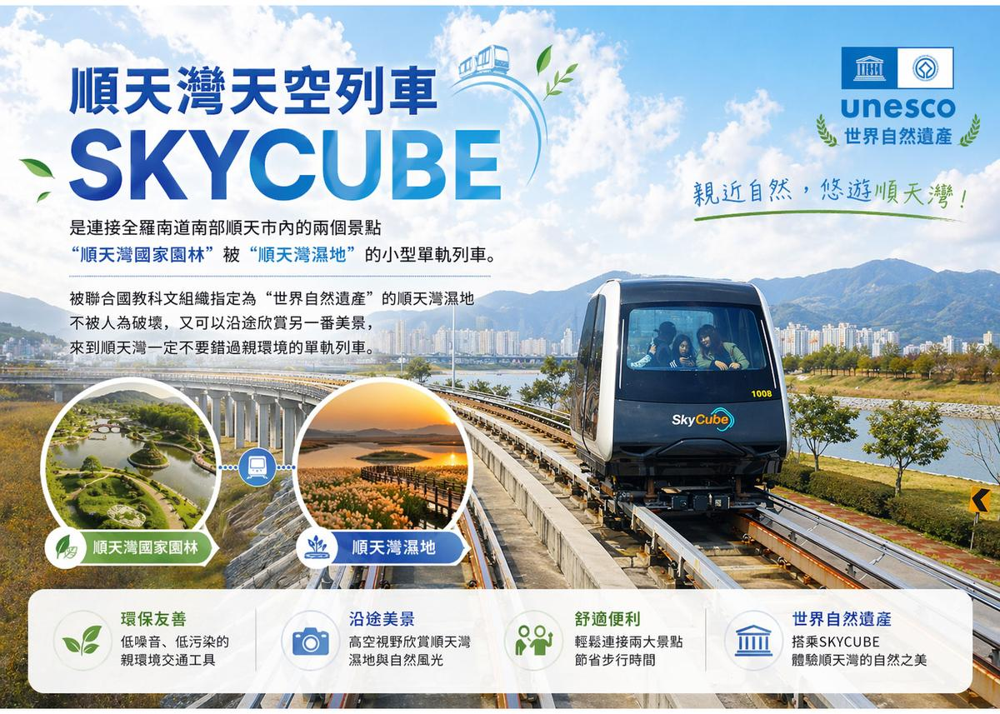 順天灣天空列車
SKYCUBE
是連接全羅南道南部順天市內的兩個景點
“順天灣國家園林”被“順天灣濕地”的小型單軌列車。
被聯合國教科文組織指定為“世界自然遺產”的順天灣濕地
不被人為破壞，又可以沿途欣賞另一番美景，
來到順天灣一定不要錯過親環境的單軌列車。
UNESCO
unesco
世界自然遺產
親近自然，悠遊順天灣！
1008
SkyCube
順天灣國家園林
順天灣濕地
環保友善
低噪音、低污染的
親環境交通工具
沿途美景
高空視野欣賞順天灣
濕地與自然風光
舒適便利
輕鬆連接兩大景點
節省步行時間
世界自然遺產
搭乘SKYCUBE
體驗順天灣的自然之美